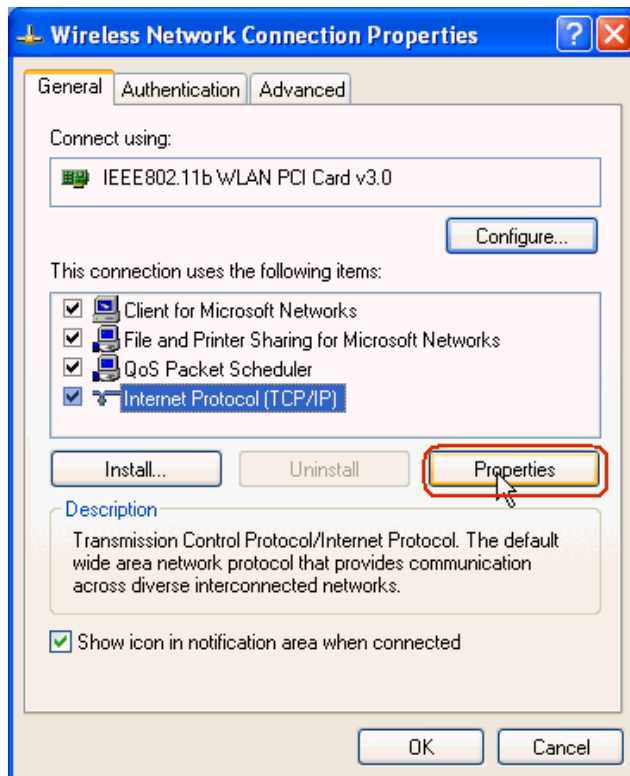 Wireless Network Connection Properties
General Authentication Advanced
Connect using:
IEEE802.11b WLAN PCI Card v3.0
Configure...
This connection uses the following items:
Client for Microsoft Networks
File and Printer Sharing for Microsoft Networks
QoS Packet Scheduler
Internet Protocol (TCP/IP)
Install... Uninstall Properties
Description
Transmission Control Protocol/Internet Protocol. The default
wide area network protocol that provides communication
across diverse interconnected networks.
Show icon in notification area when connected
OK Cancel